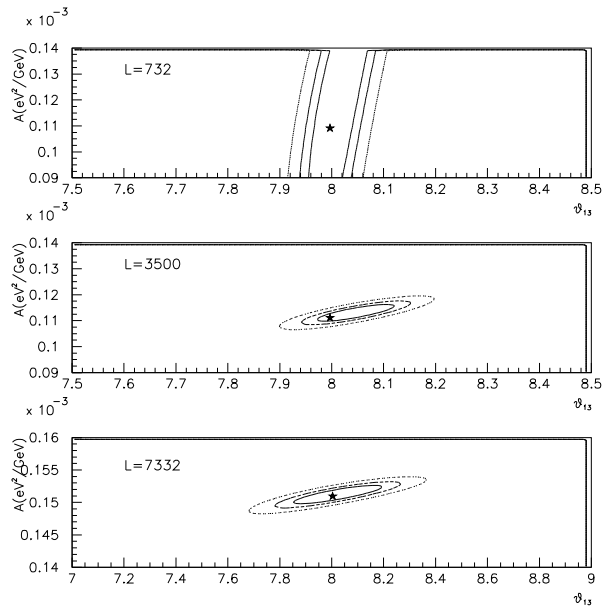 x 10⁻³
A(eV²/GeV)
0.14
0.13
0.12
0.11
0.1
0.09
L=732
7.5 7.6 7.7 7.8 7.9 8 8.1 8.2 8.3 8.4 8.5
ϑ₁₃
x 10⁻³
A(eV²/GeV)
0.14
0.13
0.12
0.11
0.1
0.09
L=3500
7.5 7.6 7.7 7.8 7.9 8 8.1 8.2 8.3 8.4 8.5
ϑ₁₃
x 10⁻³
A(eV²/GeV)
0.16
0.155
0.15
0.145
0.14
L=7332
7 7.2 7.4 7.6 7.8 8 8.2 8.4 8.6 8.8 9
ϑ₁₃